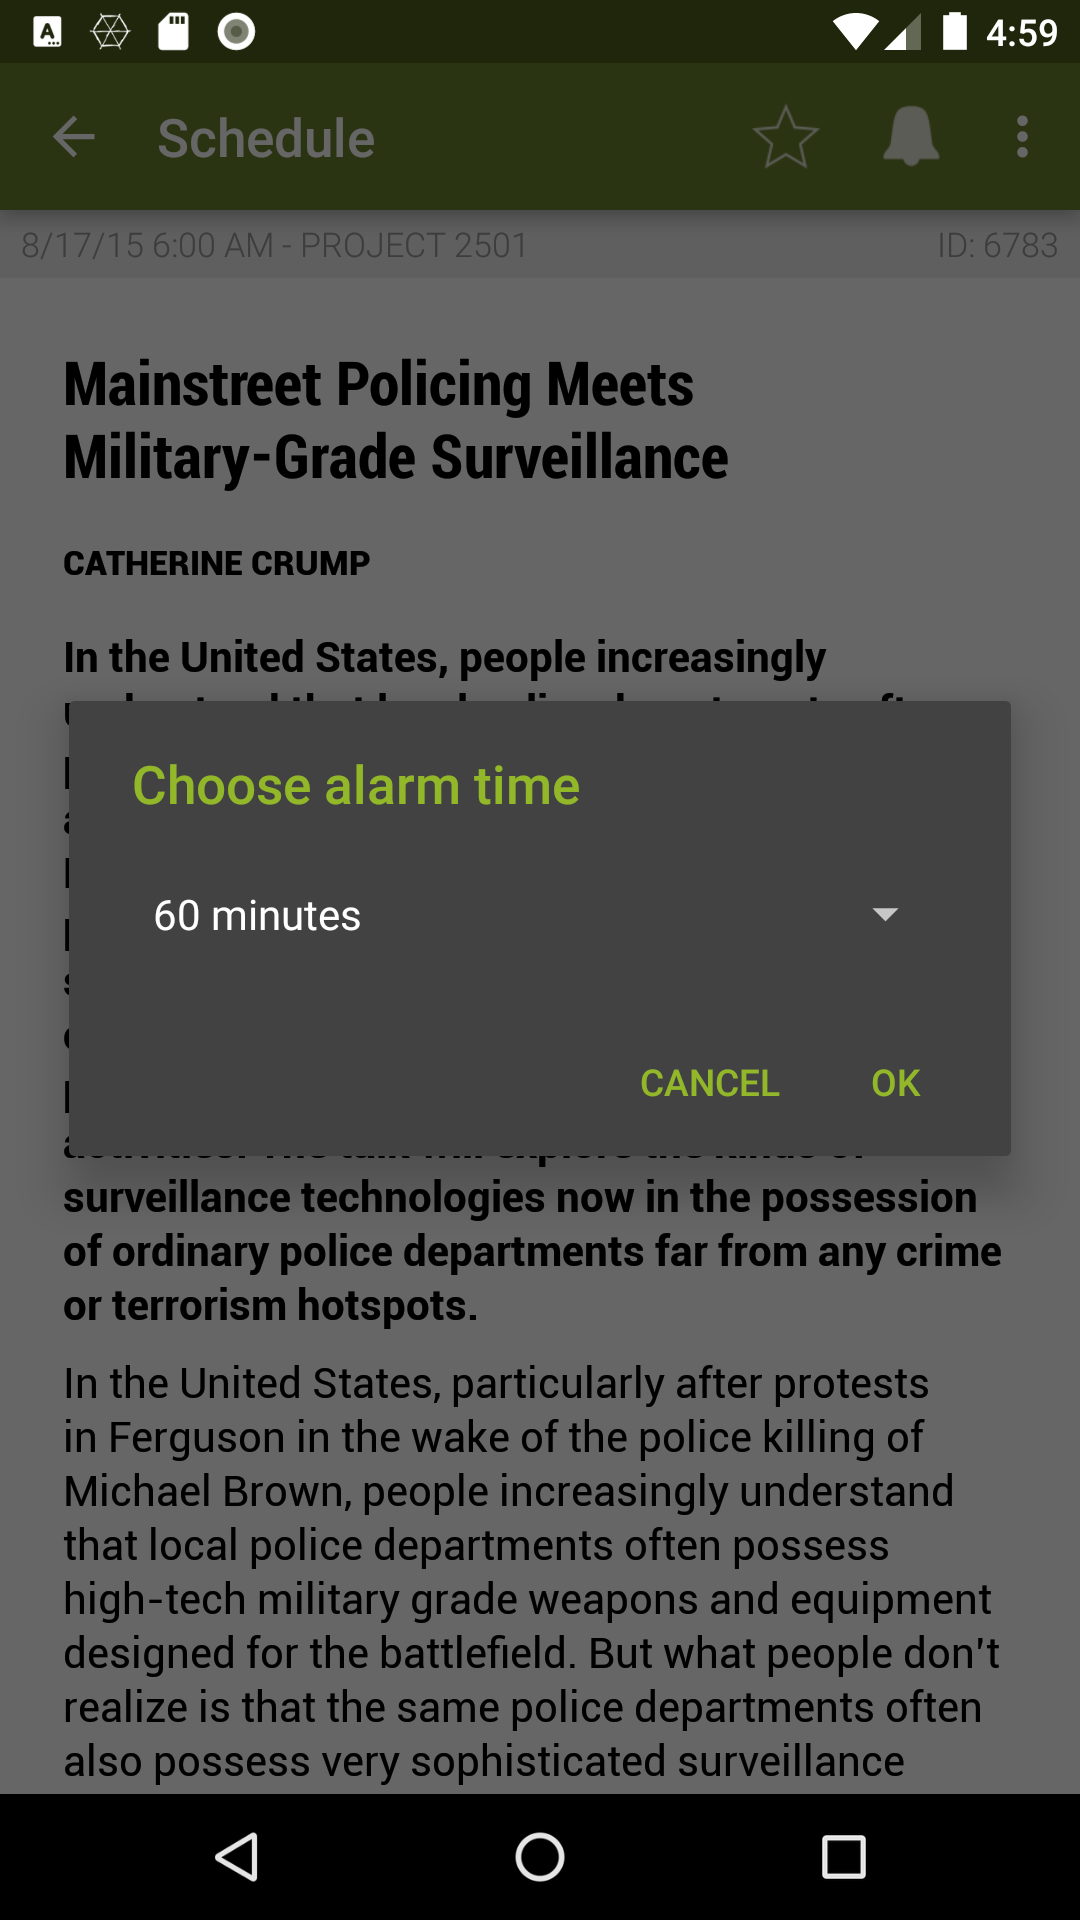 4:59
Schedule
8/17/15 6:00 AM - PROJECT 2501
ID: 6783
Mainstreet Policing Meets
Military-Grade Surveillance
CATHERINE CRUMP
In the United States, people increasingly
Choose alarm time
60 minutes
CANCEL
OK
surveillance technologies now in the possession
of ordinary police departments far from any crime
or terrorism hotspots.
In the United States, particularly after protests
in Ferguson in the wake of the police killing of
Michael Brown, people increasingly understand
that local police departments often possess
high-tech military grade weapons and equipment
designed for the battlefield. But what people don't
realize is that the same police departments often
also possess very sophisticated surveillance